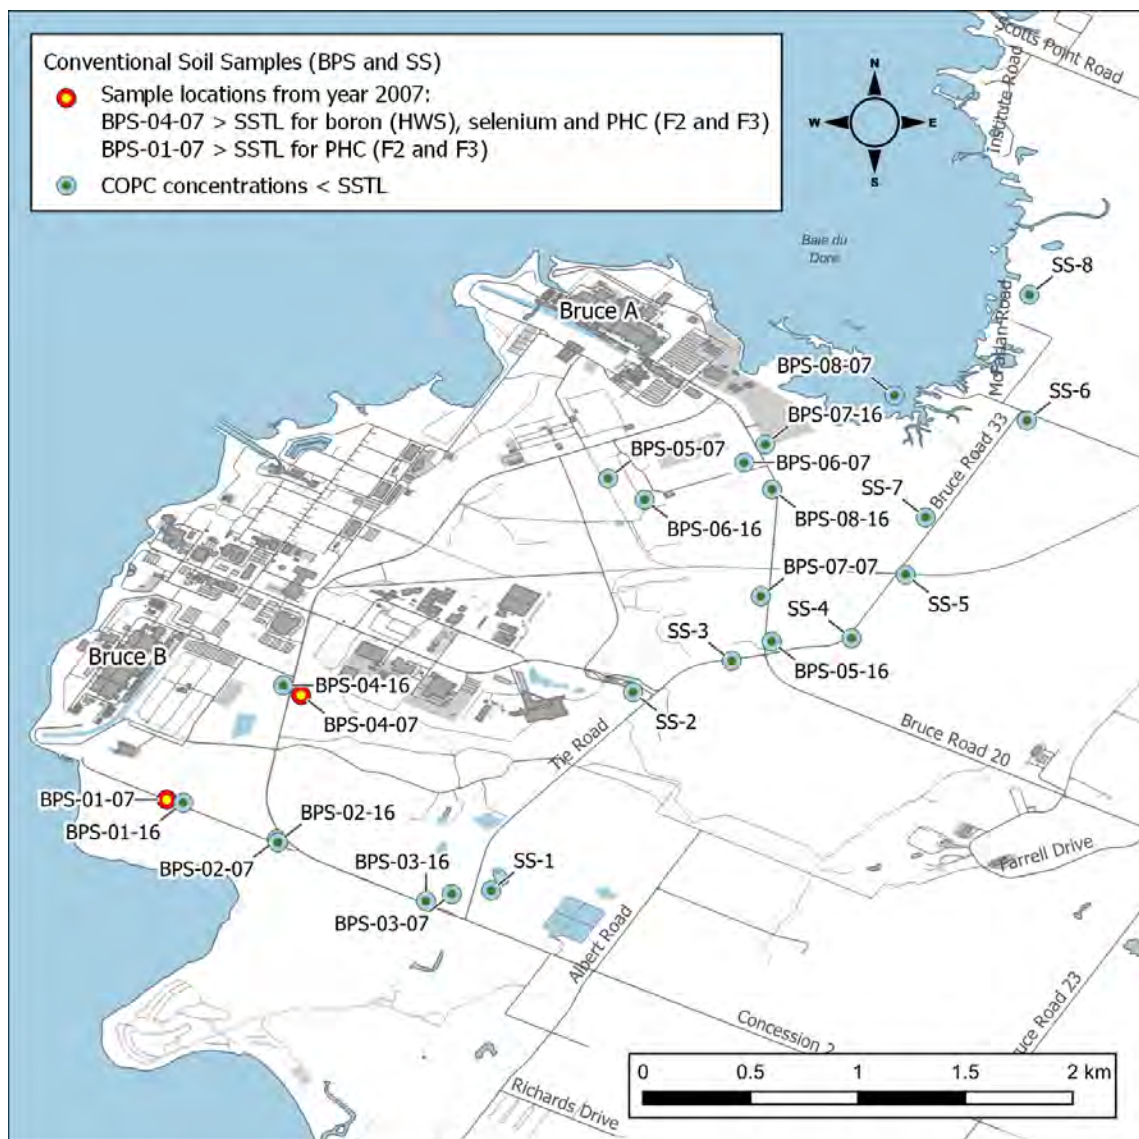 Conventional Soil Samples (BPS and SS)
Sample locations from year 2007:
BPS-04-07 > SSTL for boron (HWS), selenium and PHC (F2 and F3)
BPS-01-07 > SSTL for PHC (F2 and F3)
COPC concentrations < SSTL
N
W
E
S
Scotts Point Road
Institute Road
Baie du
Dore
SS-8
Bruce A
McFarlan Road
BPS-08-07
BPS-07-16
SS-6
Bruce Road 33
BPS-05-07
BPS-06-07
SS-7
BPS-08-16
BPS-06-16
BPS-07-07
SS-5
SS-4
SS-3
BPS-05-16
Bruce B
BPS-04-16
BPS-04-07
SS-2
Tie Road
Bruce Road 20
BPS-01-07
BPS-01-16
BPS-02-16
BPS-02-07
BPS-03-16
SS-1
BPS-03-07
Farrell Drive
Albert Road
Bruce Road 23
Concession 2
Richards Drive
0 0.5 1 1.5 2 km